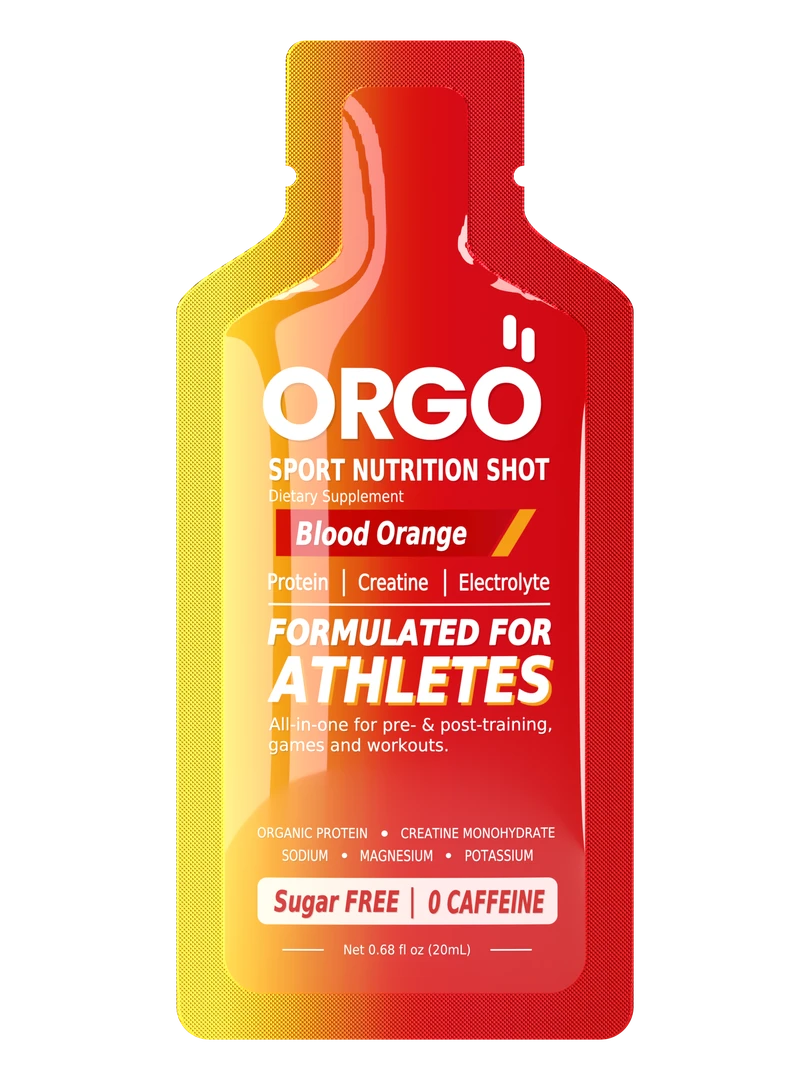 ORGO
SPORT NUTRITION SHOT
Dietary Supplement
Blood Orange
Protein | Creatine | Electrolyte
FORMULATED FOR
ATHLETES
All-in-one for pre- & post-training,
games and workouts.
ORGANIC PROTEIN • CREATINE MONOHYDRATE
SODIUM • MAGNESIUM • POTASSIUM
Sugar FREE | 0 CAFFEINE
Net 0.68 fl oz (20mL)